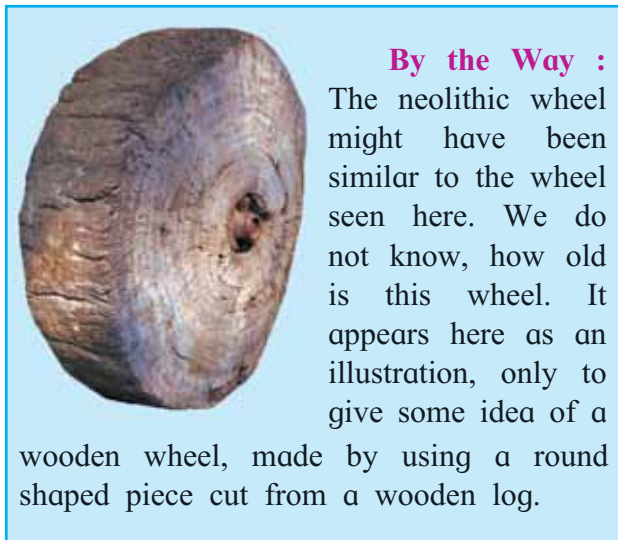 By the Way :
The neolithic wheel
might have been
similar to the wheel
seen here. We do
not know, how old
is this wheel. It
appears here as an
illustration, only to
give some idea of a
wooden wheel, made by using a round
shaped piece cut from a wooden log.